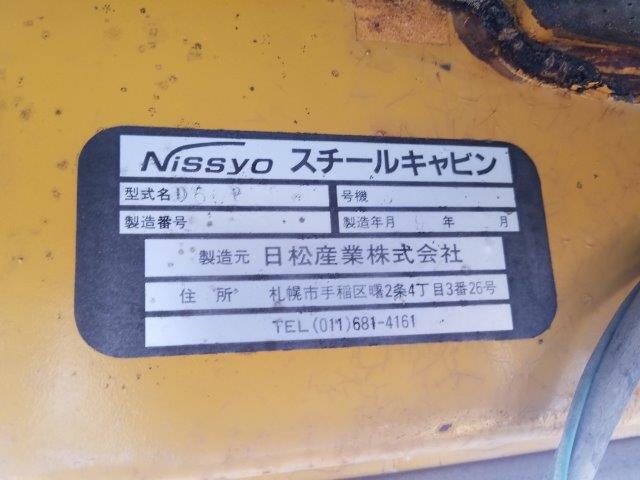 Nissyo スチールキャビン
型式名 D60P 号機
製造番号 製造年月 年 月
製造元 日松産業株式会社
住所 札幌市手稲区曙2条4丁目3番26号
TEL(011)681-4161